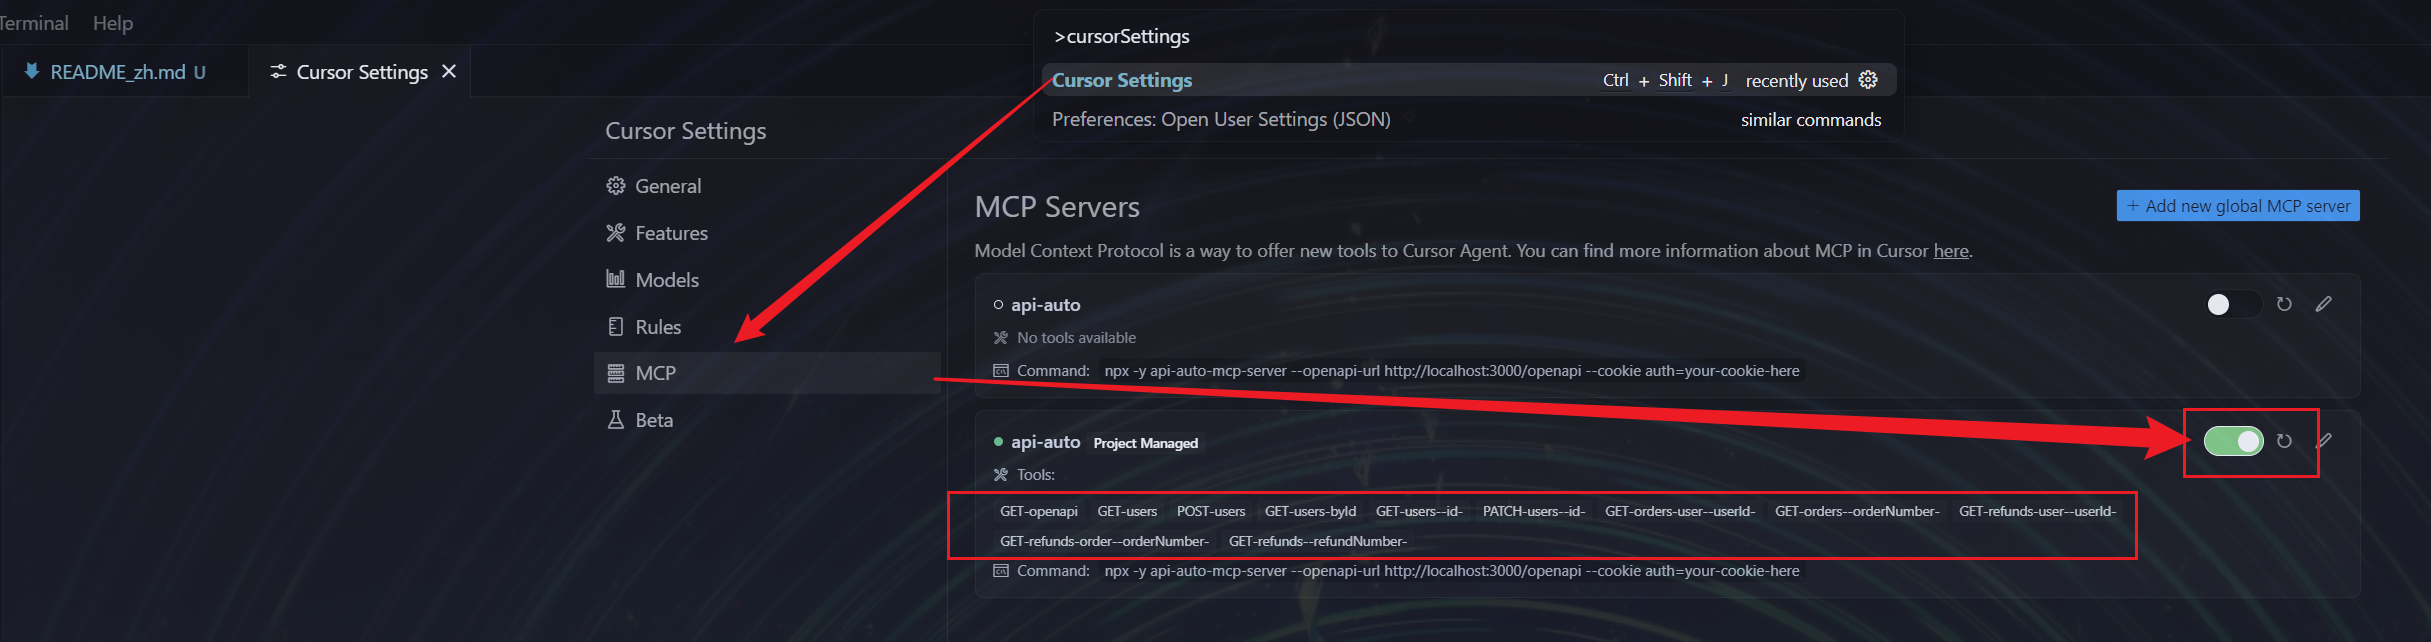 Terminal Help
>cursorSettings
Cursor Settings Ctrl + Shift + J recently used
Preferences: Open User Settings (JSON) similar commands
README_zh.md U Cursor Settings
Cursor Settings
General
Features
Models
Rules
MCP
Beta
MCP Servers
+ Add new global MCP server
Model Context Protocol is a way to offer new tools to Cursor Agent. You can find more information about MCP in Cursor here.
api-auto
No tools available
Command: npx -y api-auto-mcp-server --openapi-url http://localhost:3000/openapi --cookie auth=your-cookie-here
api-auto Project Managed
Tools:
GET-openapi GET-users POST-users GET-users-byId GET-users--id- PATCH-users--id- GET-orders-user--userId- GET-orders--orderNumber- GET-refunds-user--userId-
GET-refunds-order--orderNumber- GET-refunds--refundNumber-
Command: npx -y api-auto-mcp-server --openapi-url http://localhost:3000/openapi --cookie auth=your-cookie-here